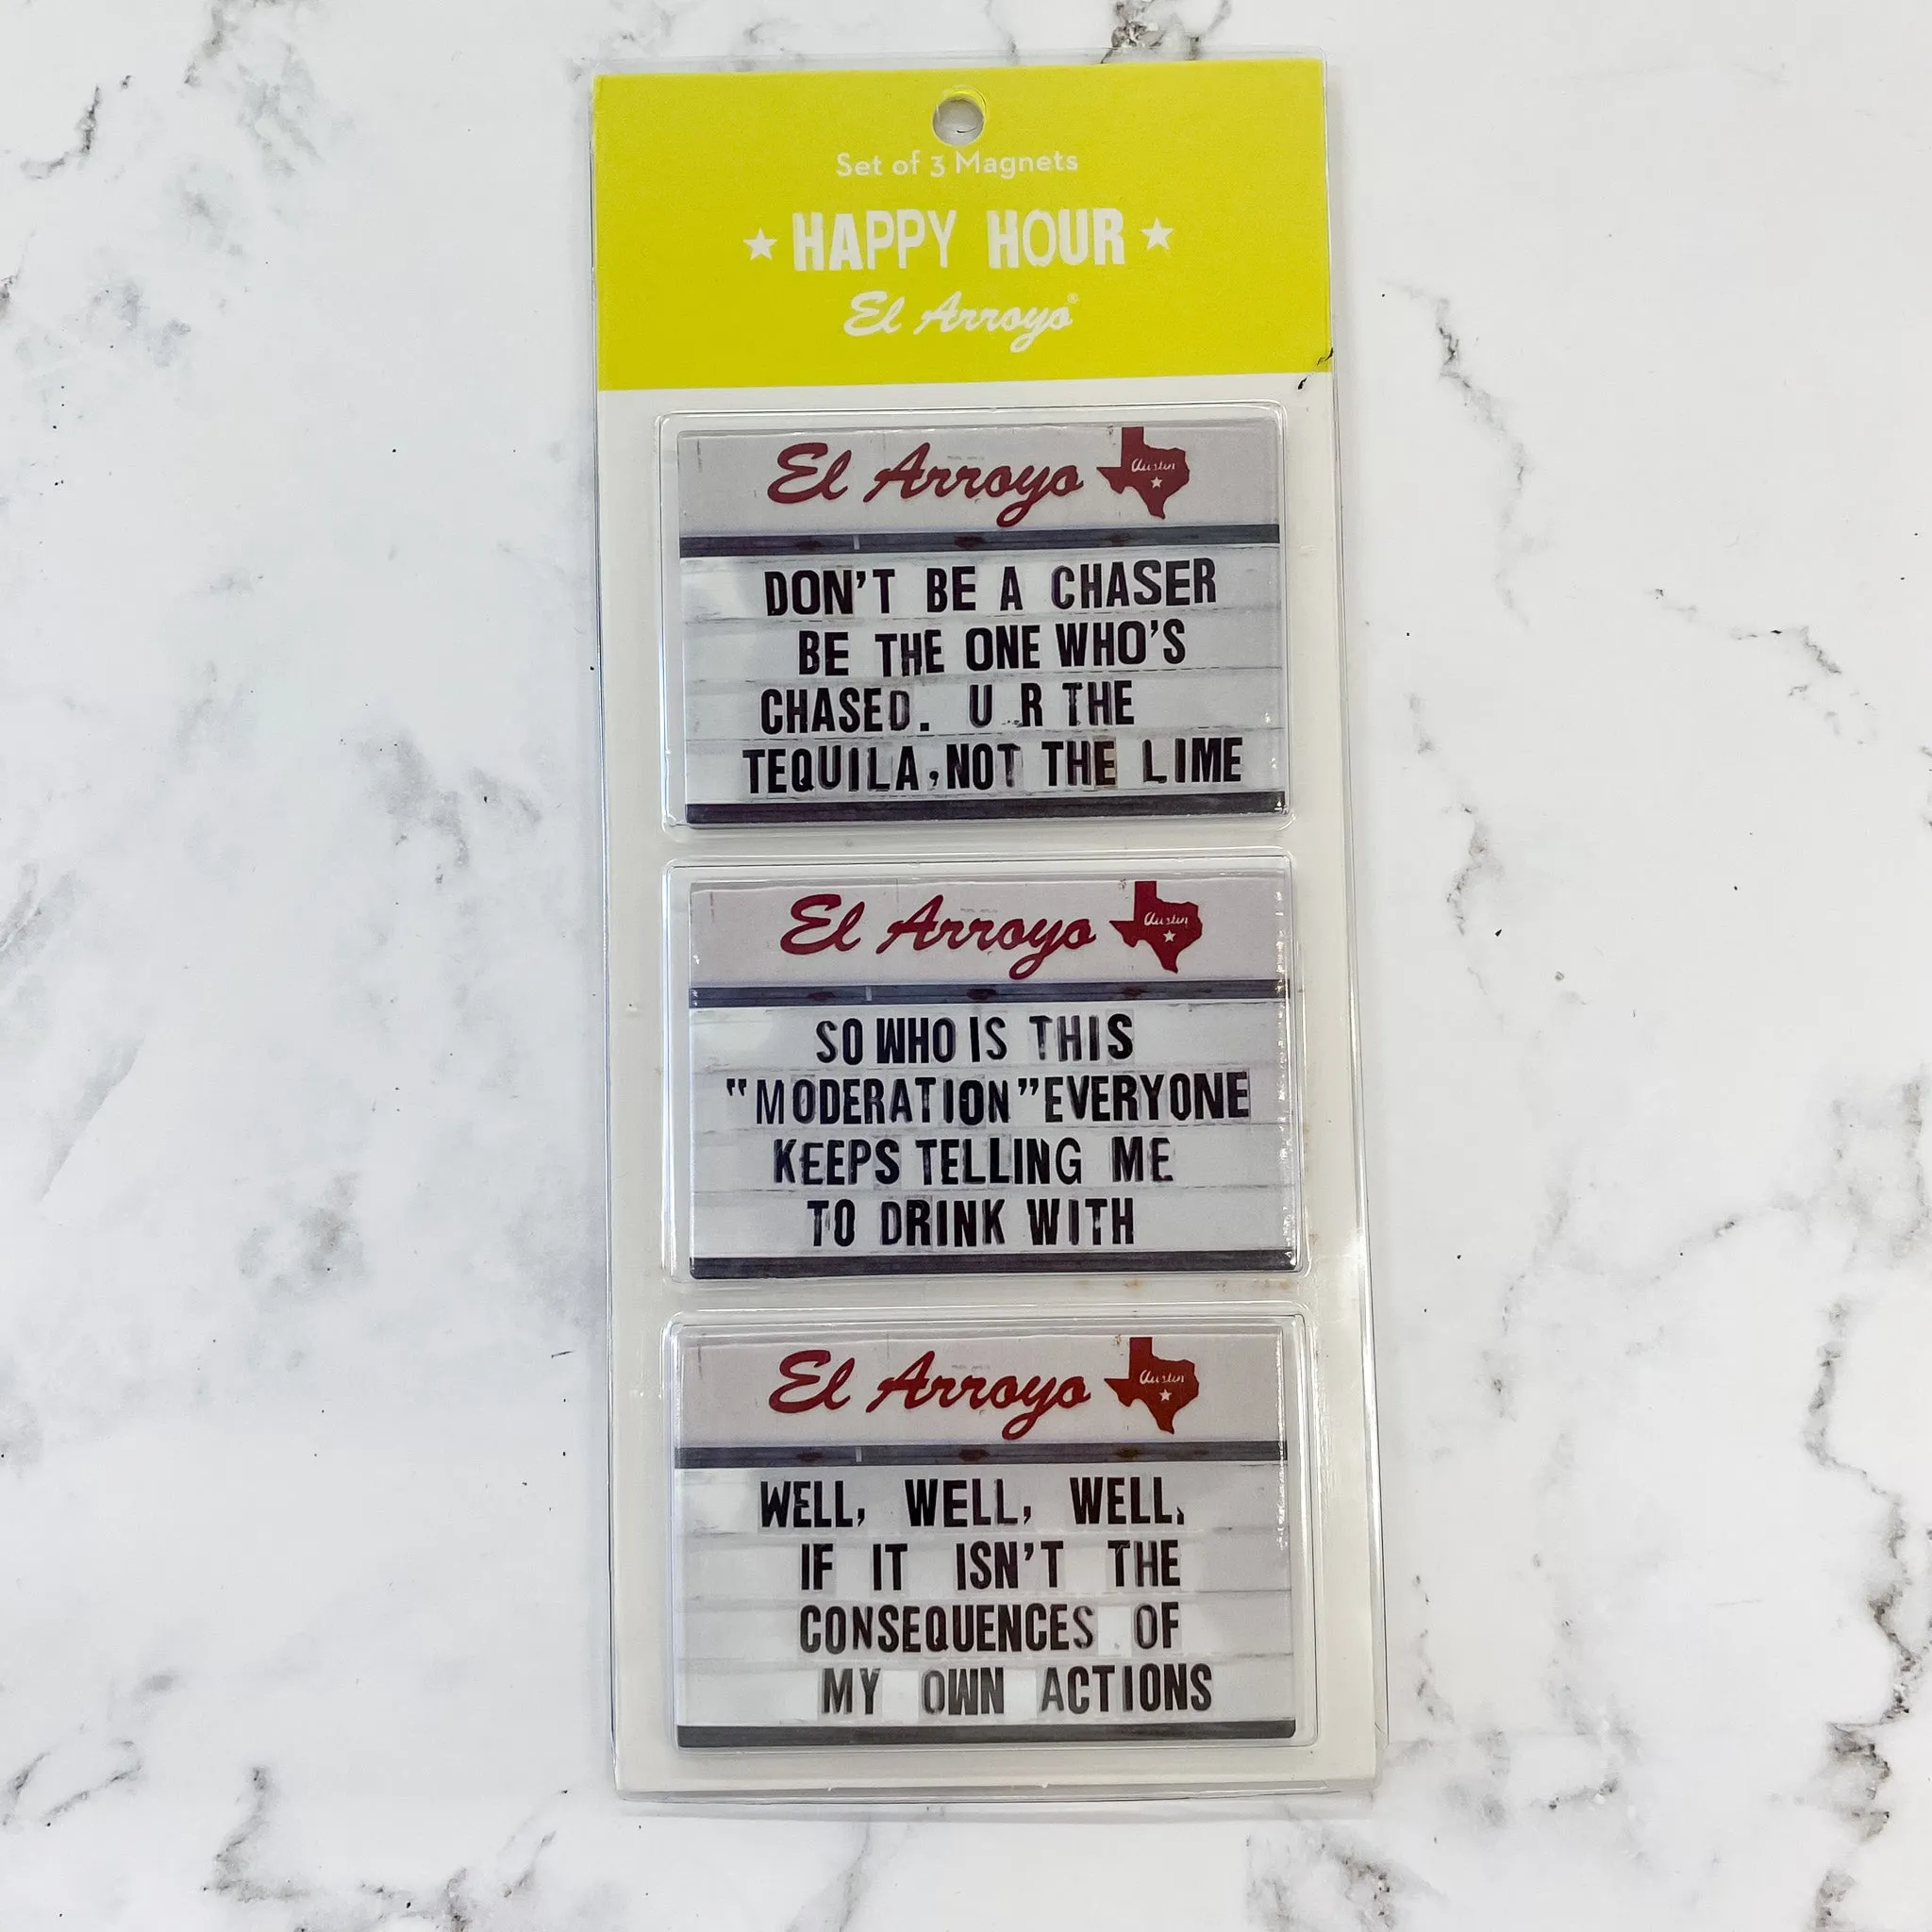 Set of 3 Magnets
★ HAPPY HOUR ★
El Arroyo®
El Arroyo Austin
DON'T BE A CHASER
BE THE ONE WHO'S
CHASED. U R THE
TEQUILA, NOT THE LIME
El Arroyo Austin
SO WHO IS THIS
"MODERATION" EVERYONE
KEEPS TELLING ME
TO DRINK WITH
El Arroyo Austin
WELL, WELL, WELL,
IF IT ISN'T THE
CONSEQUENCES OF
MY OWN ACTIONS